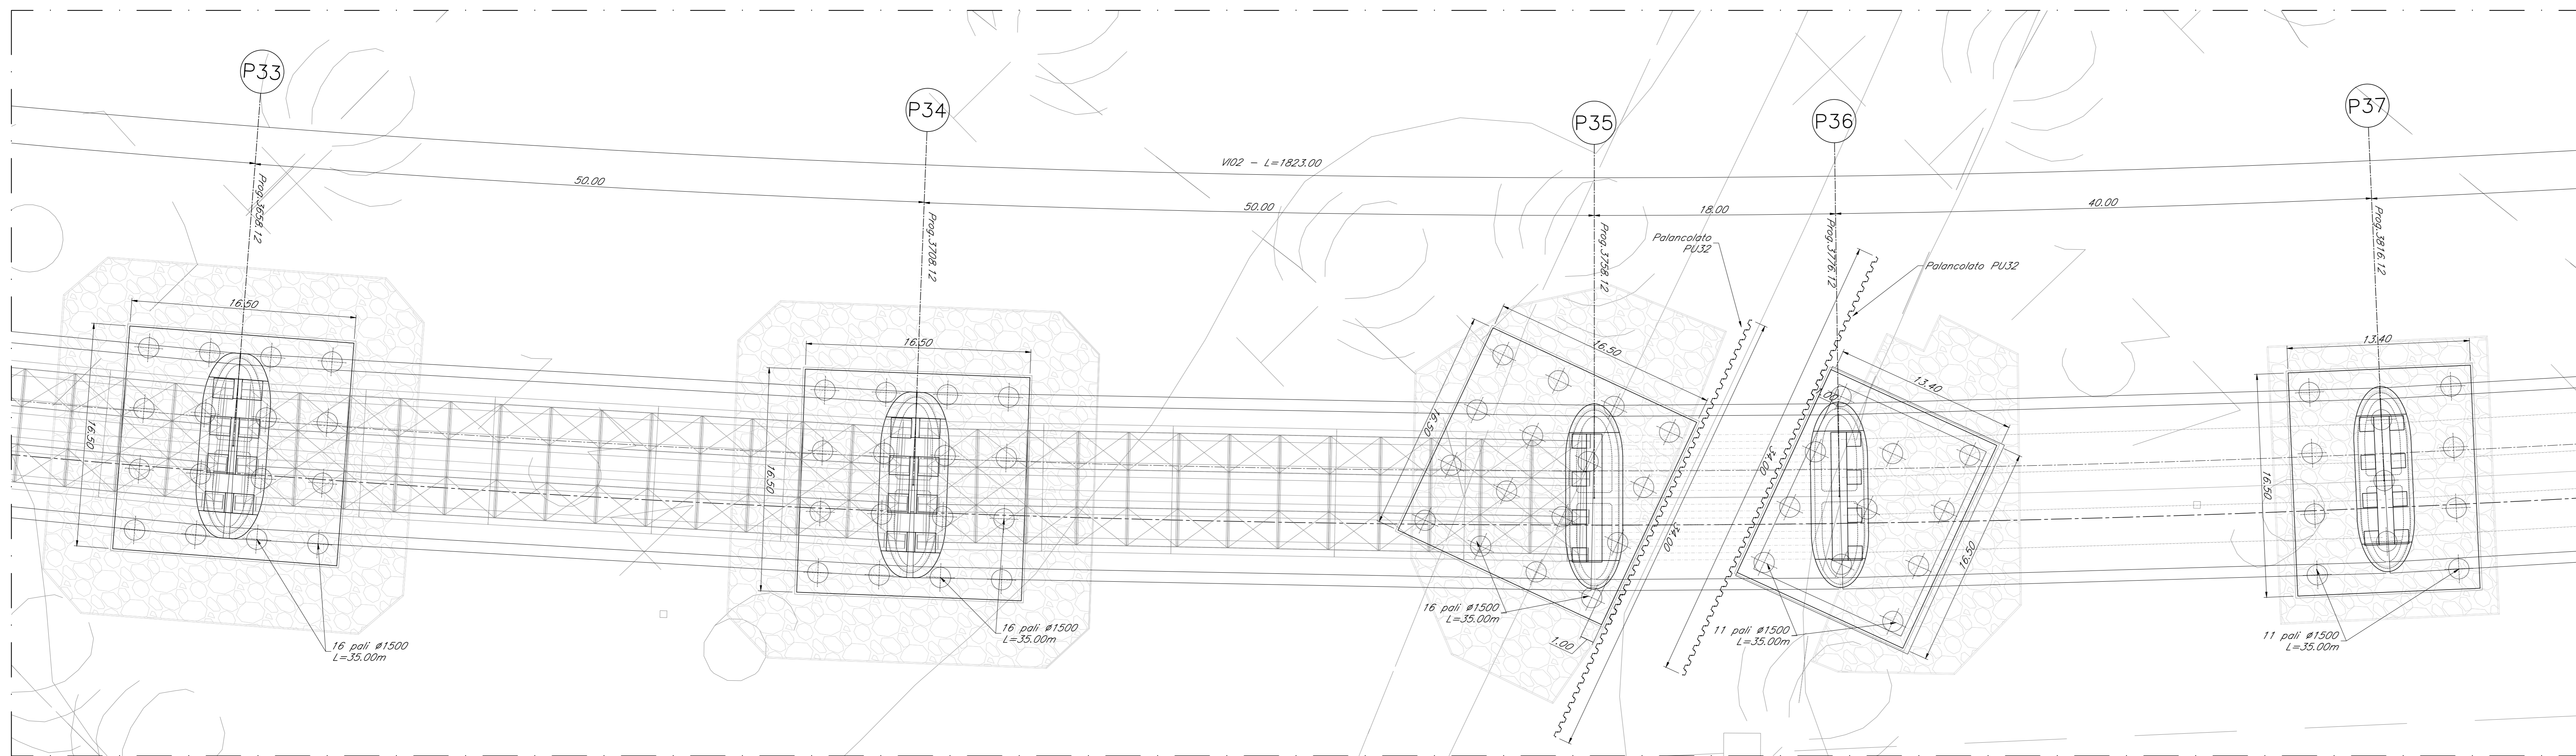 P33
P34
P35
P36
P37
VI02 - L=1823.00
50.00
50.00
18.00
40.00
Prog.3658.12
Prog.3708.12
Prog.3758.12
Prog.3776.12
Prog.3816.12
Palancolato
PU32
Palancolato PU32
16.50
16.50
16.50
16.50
16.50
16.50
34.00
34.00
1.00
1.00
13.40
16.50
13.40
16.50
16 pali ø1500
L=35.00m
16 pali ø1500
L=35.00m
16 pali ø1500
L=35.00m
11 pali ø1500
L=35.00m
11 pali ø1500
L=35.00m